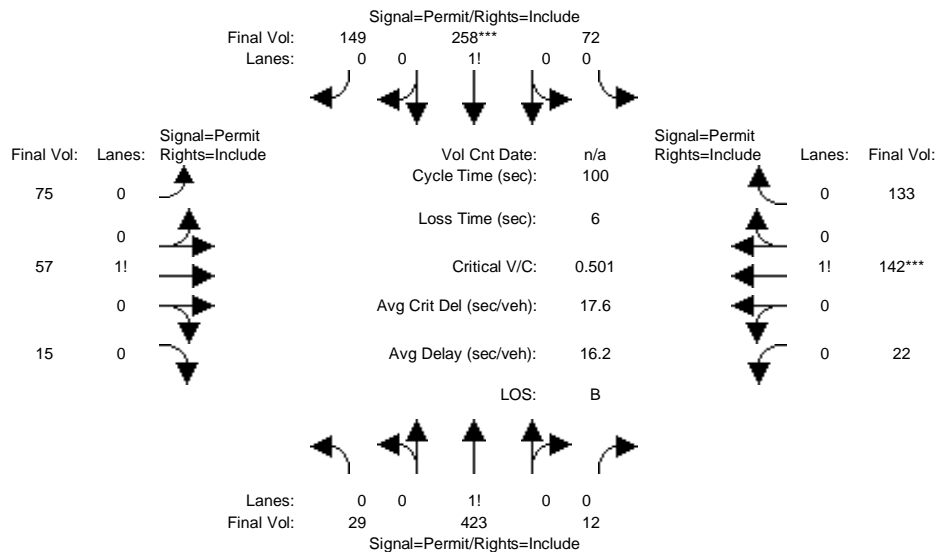 Signal=Permit/Rights=Include
Final Vol: 149 258*** 72
Lanes: 0 0 1! 0 0
Signal=Permit
Final Vol: Lanes: Rights=Include
Vol Cnt Date: n/a
Signal=Permit
Rights=Include Lanes: Final Vol:
Cycle Time (sec): 100
75 0
0 133
Loss Time (sec): 6
0
0
57 1!
Critical V/C: 0.501
1! 142***
0
Avg Crit Del (sec/veh): 17.6
0
15 0
Avg Delay (sec/veh): 16.2
0 22
LOS: B
Lanes: 0 0 1! 0 0
Final Vol: 29 423 12
Signal=Permit/Rights=Include